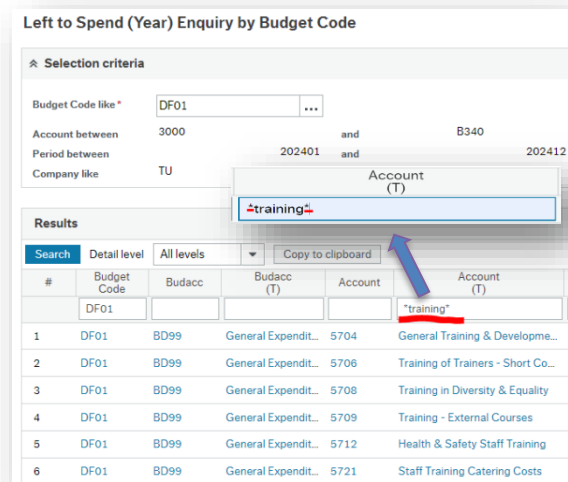 Left to Spend (Year) Enquiry by Budget Code
Selection criteria
Budget Code like* DF01 ...
Account between 3000 and B340
Period between 202401 and 202412
Company like TU
Account
(T)
*training*
Results
Search Detail level All levels Copy to clipboard
# Budget Code Budacc Budacc (T) Account Account (T)
DF01 *training*
1 DF01 BD99 General Expendit... 5704 General Training & Developme...
2 DF01 BD99 General Expendit... 5706 Training of Trainers - Short Co...
3 DF01 BD99 General Expendit... 5708 Training in Diversity & Equality
4 DF01 BD99 General Expendit... 5709 Training - External Courses
5 DF01 BD99 General Expendit... 5712 Health & Safety Staff Training
6 DF01 BD99 General Expendit... 5721 Staff Training Catering Costs